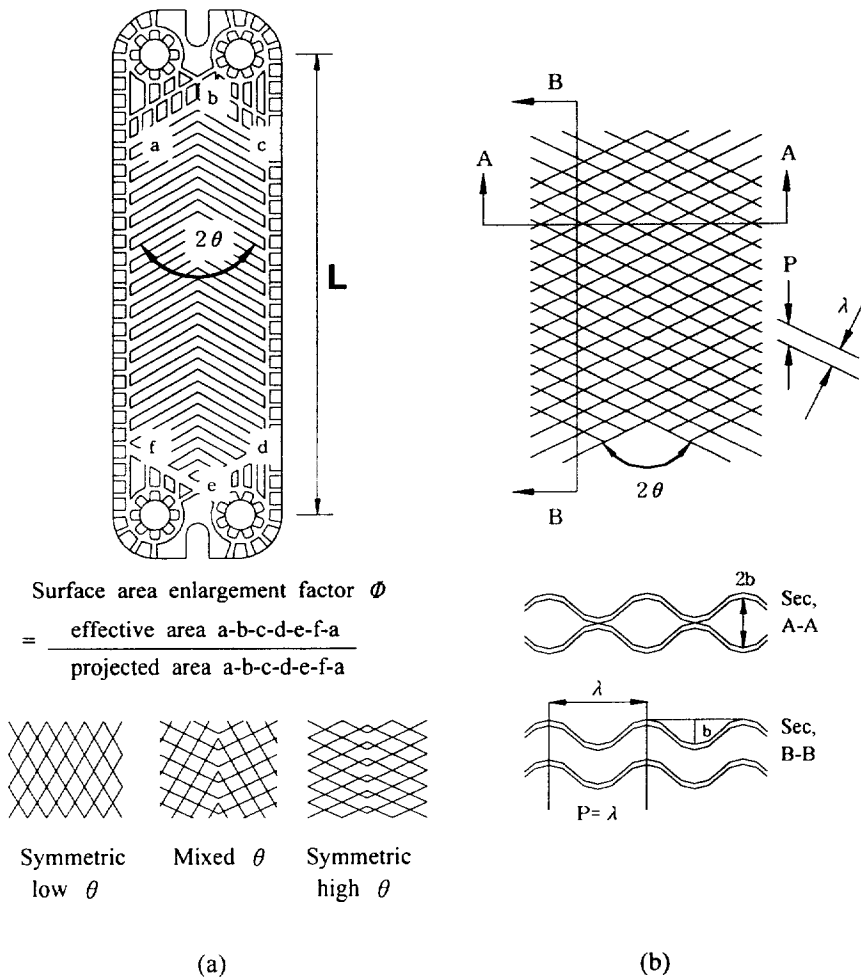 b
a
c
2θ
L
f
d
e
Surface area enlargement factor Φ
= effective area a-b-c-d-e-f-a
projected area a-b-c-d-e-f-a
Symmetric low θ
Mixed θ
Symmetric high θ
(a)
B
A
A
P
λ
B
2θ
2b
Sec, A-A
λ
b
Sec, B-B
P= λ
(b)